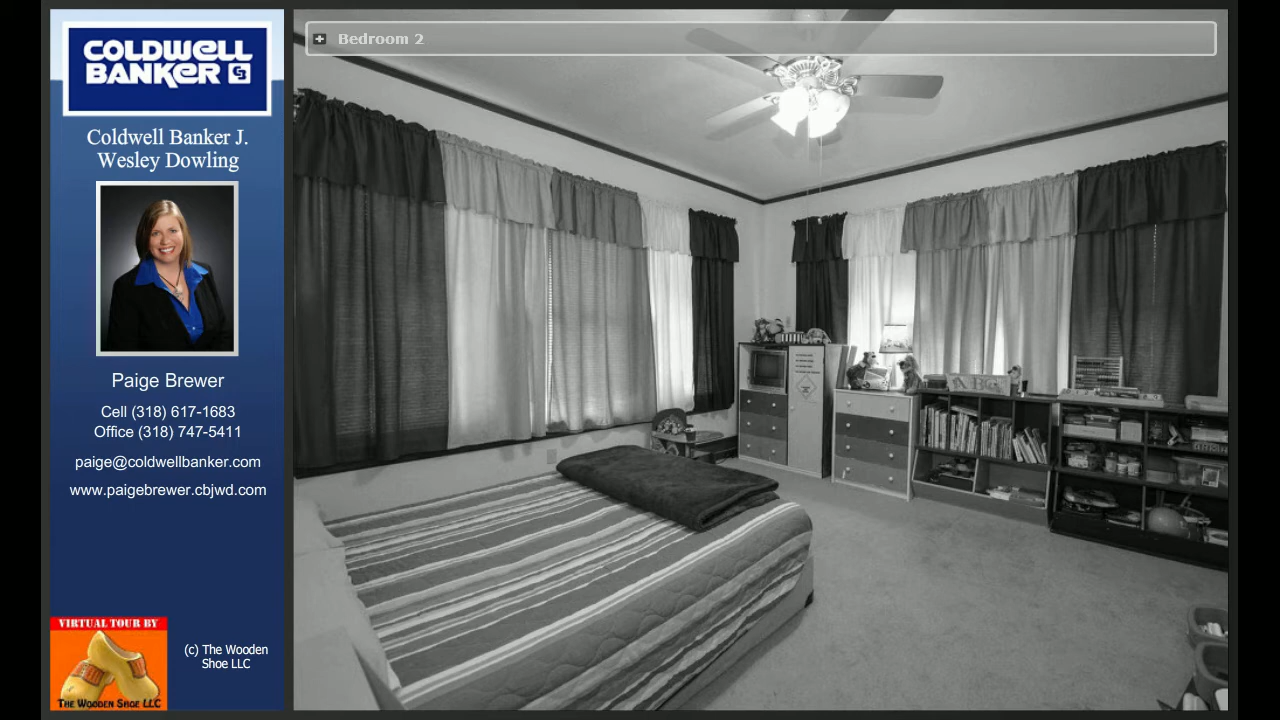 COLDWELL
BANKER CB
Coldwell Banker J.
Wesley Dowling
Paige Brewer
Cell (318) 617-1683
Office (318) 747-5411
paige@coldwellbanker.com
www.paigebrewer.cbjwd.com
VIRTUAL TOUR BY
THE WOODEN SHOE LLC
(c) The Wooden
Shoe LLC
Bedroom 2
ABC